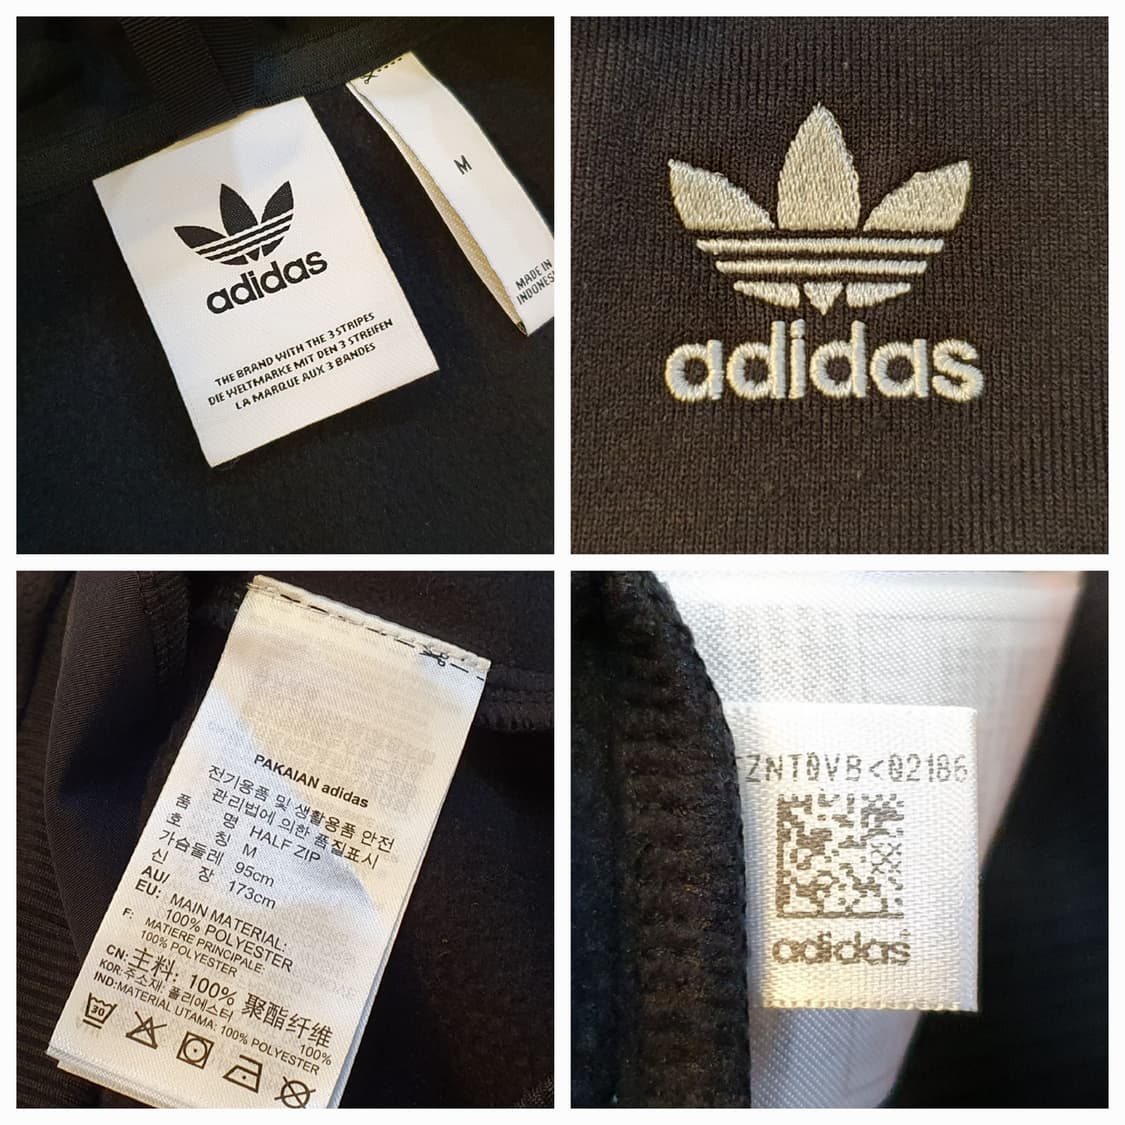 adidas
THE BRAND WITH THE 3 STRIPES
DIE WELTMARKE MIT DEN 3 STREIFEN
LA MARQUE AUX 3 BANDES
M
MADE IN
INDONES
adidas
PAKAIAN adidas
전기용품 및 생활용품 안전
관리법에 의한 품질표시
품 명 HALF ZIP
호 칭 M
가슴둘레 95cm
신 장 173cm
AU/
EU: MAIN MATERIAL:
100% POLYESTER
F: MATIERE PRINCIPALE:
100% POLYESTER
CN: 主料: 100% 聚酯纤维
KOR: 주소재: 폴리에스터 100%
IND: MATERIAL UTAMA: 100% POLYESTER
30
ZNT0VB<02186
adidas